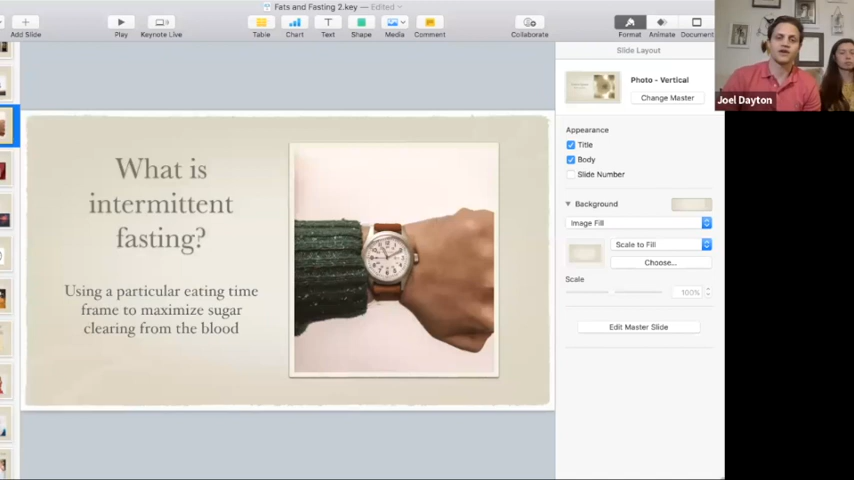 Fats and Fasting 2.key — Edited
Add Slide
Play
Keynote Live
Table
Chart
Text
Shape
Media
Comment
Collaborate
Format
Animate
Document
Slide Layout
Photo - Vertical
Change Master
Joel Dayton
Appearance
Title
Body
Slide Number
Background
Image Fill
Scale to Fill
Choose...
Scale
100%
Edit Master Slide
What is
intermittent
fasting?
Using a particular eating time
frame to maximize sugar
clearing from the blood